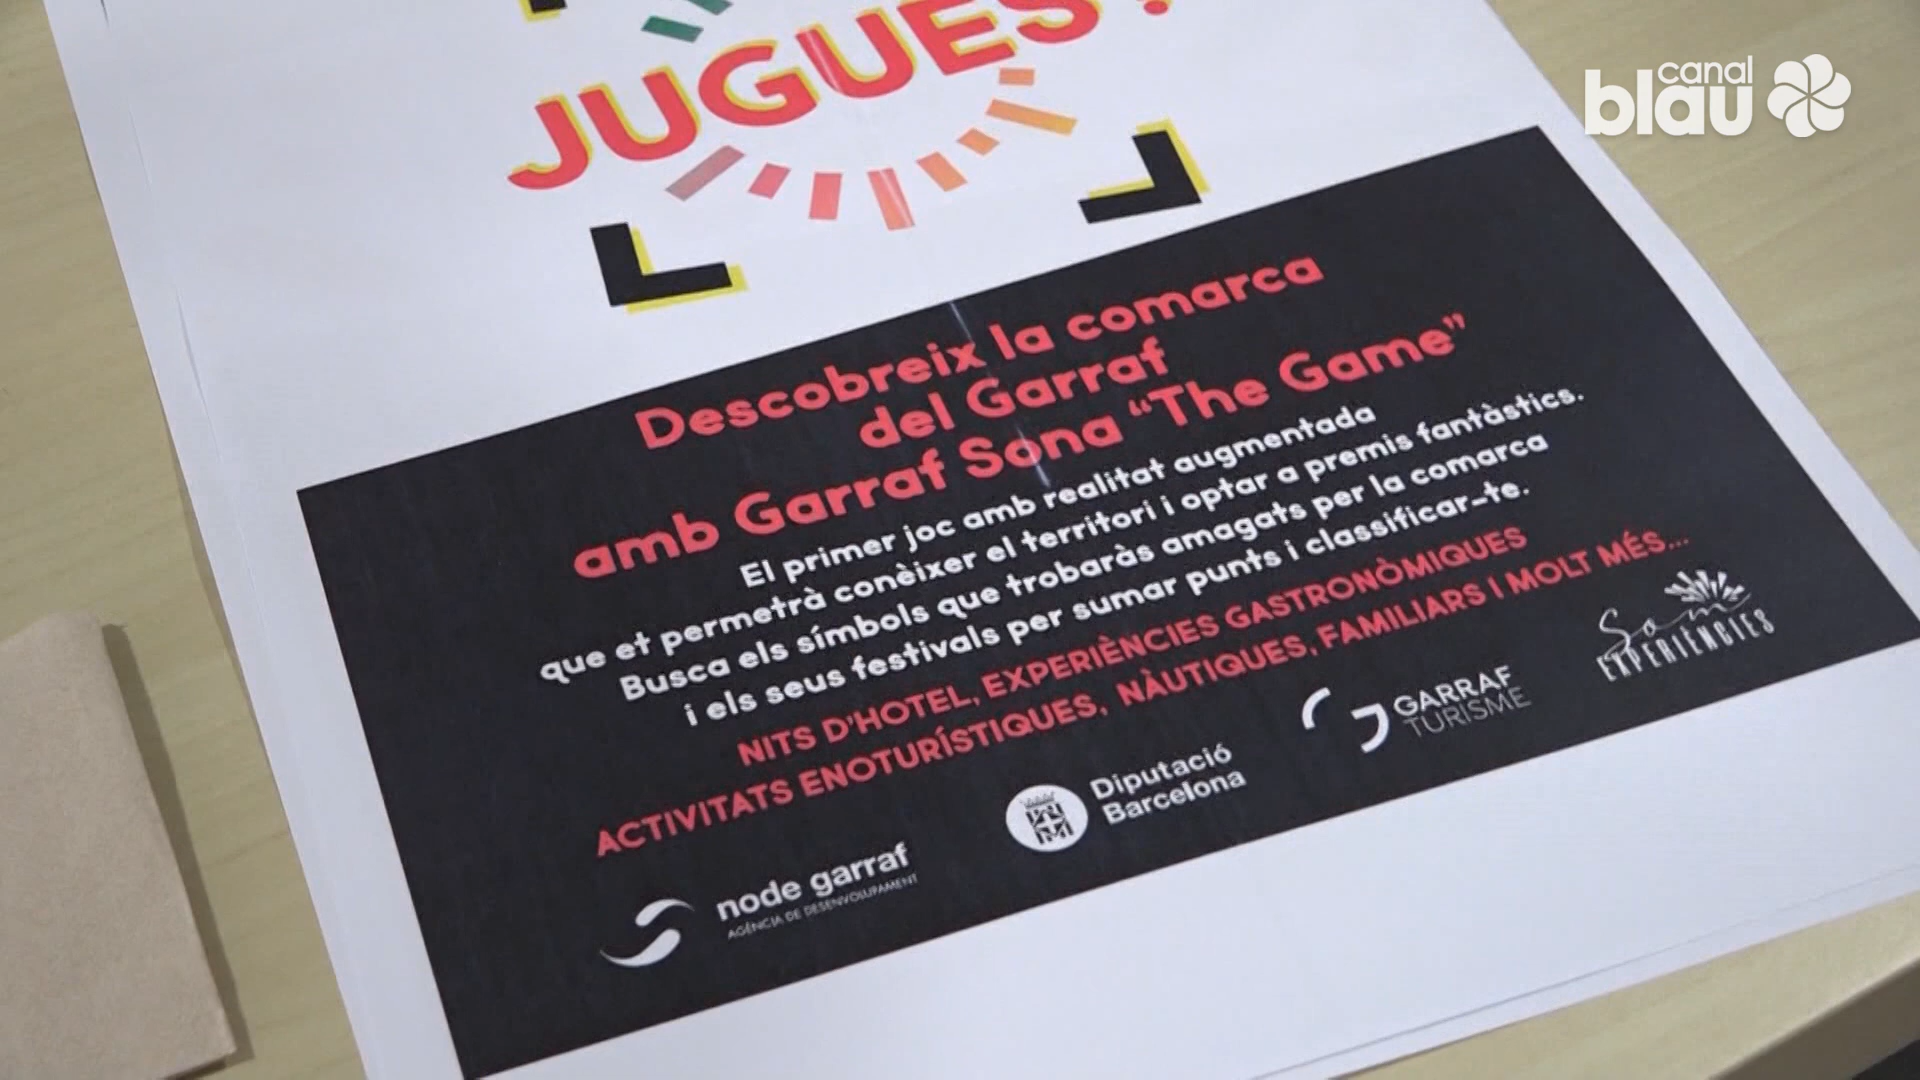 canal
blau
JUGUES?
Descobreix la comarca
del Garraf
amb Garraf Sona “The Game”
El primer joc amb realitat augmentada
que et permetrà conèixer el territori i optar a premis fantàstics.
Busca els símbols que trobaràs amagats per la comarca
i els seus festivals per sumar punts i classificar-te.
NITS D'HOTEL, EXPERIÈNCIES GASTRONÒMIQUES
ACTIVITATS ENOTURÍSTIQUES, NÀUTIQUES, FAMILIARS I MOLT MÉS...
node garraf
AGÈNCIA DE DESENVOLUPAMENT
Diputació
Barcelona
GARRAF
TURISME
Som
EXPERIÈNCIES